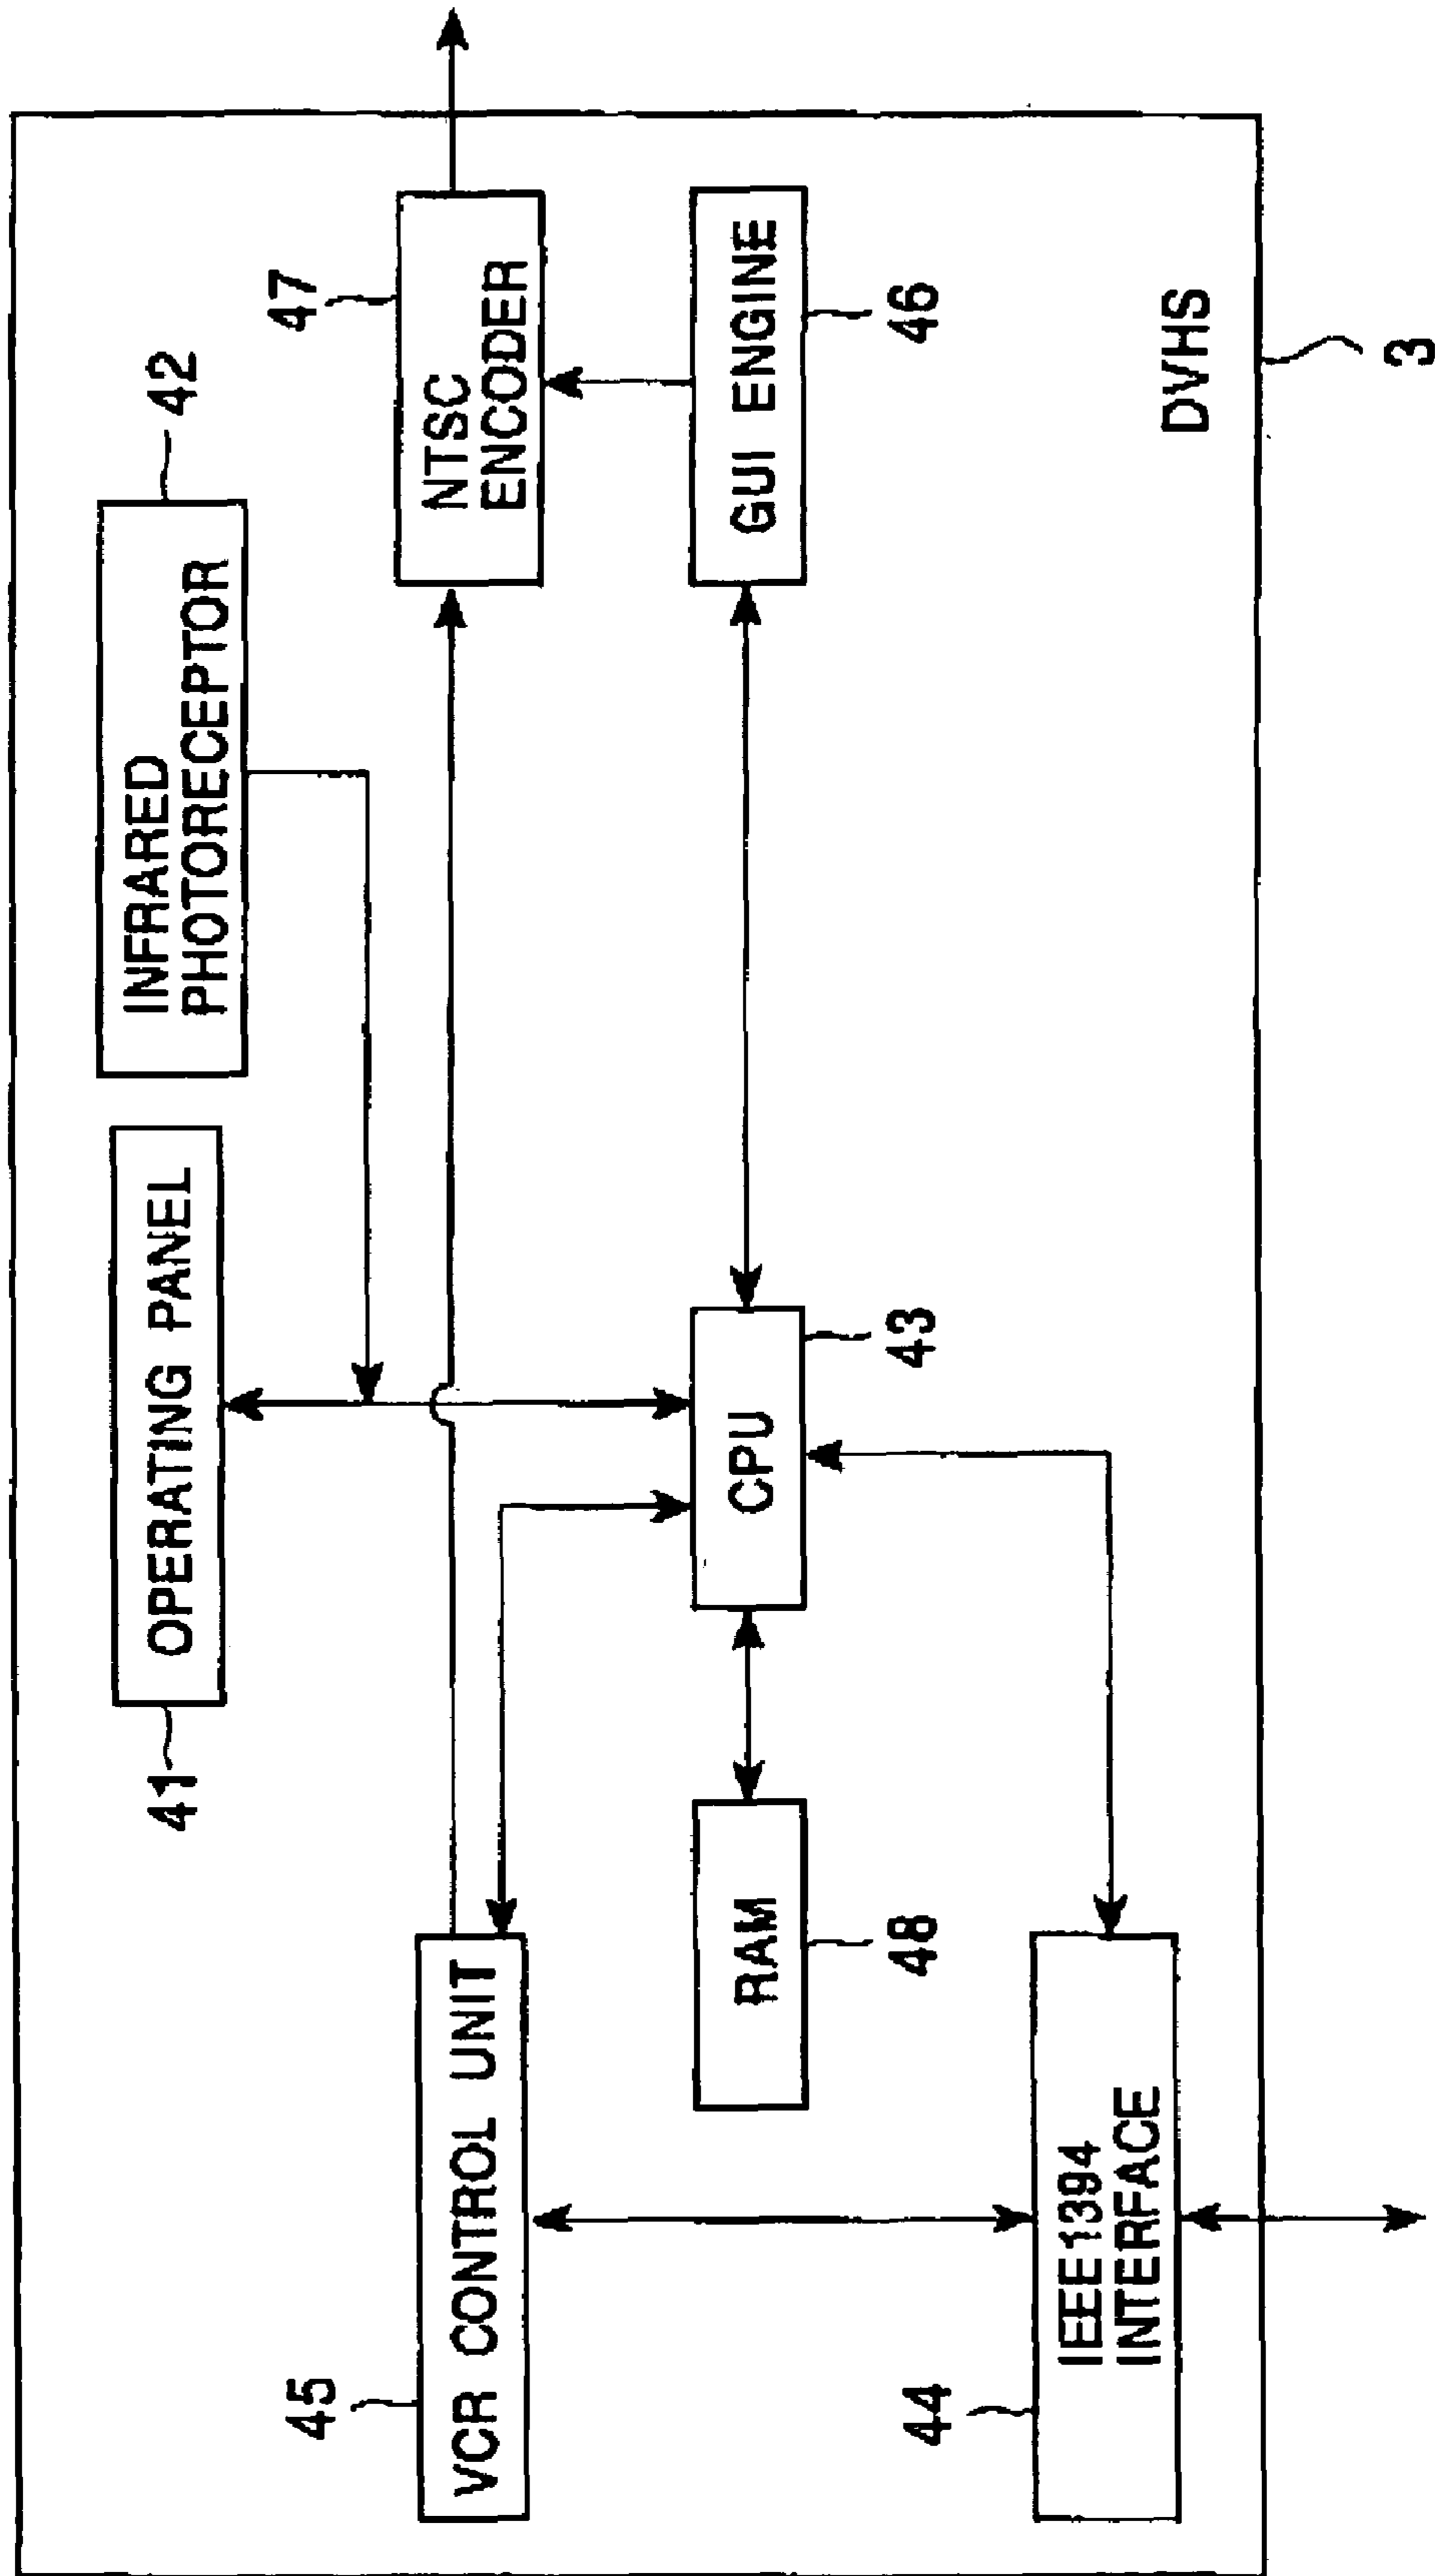 41
OPERATING PANEL
INFRARED
PHOTORECEPTOR
42
45
VCR CONTROL UNIT
47
NTSC
ENCODER
RAM
48
CPU
43
GUI ENGINE
46
44
IEEE1394
INTERFACE
DVHS
3